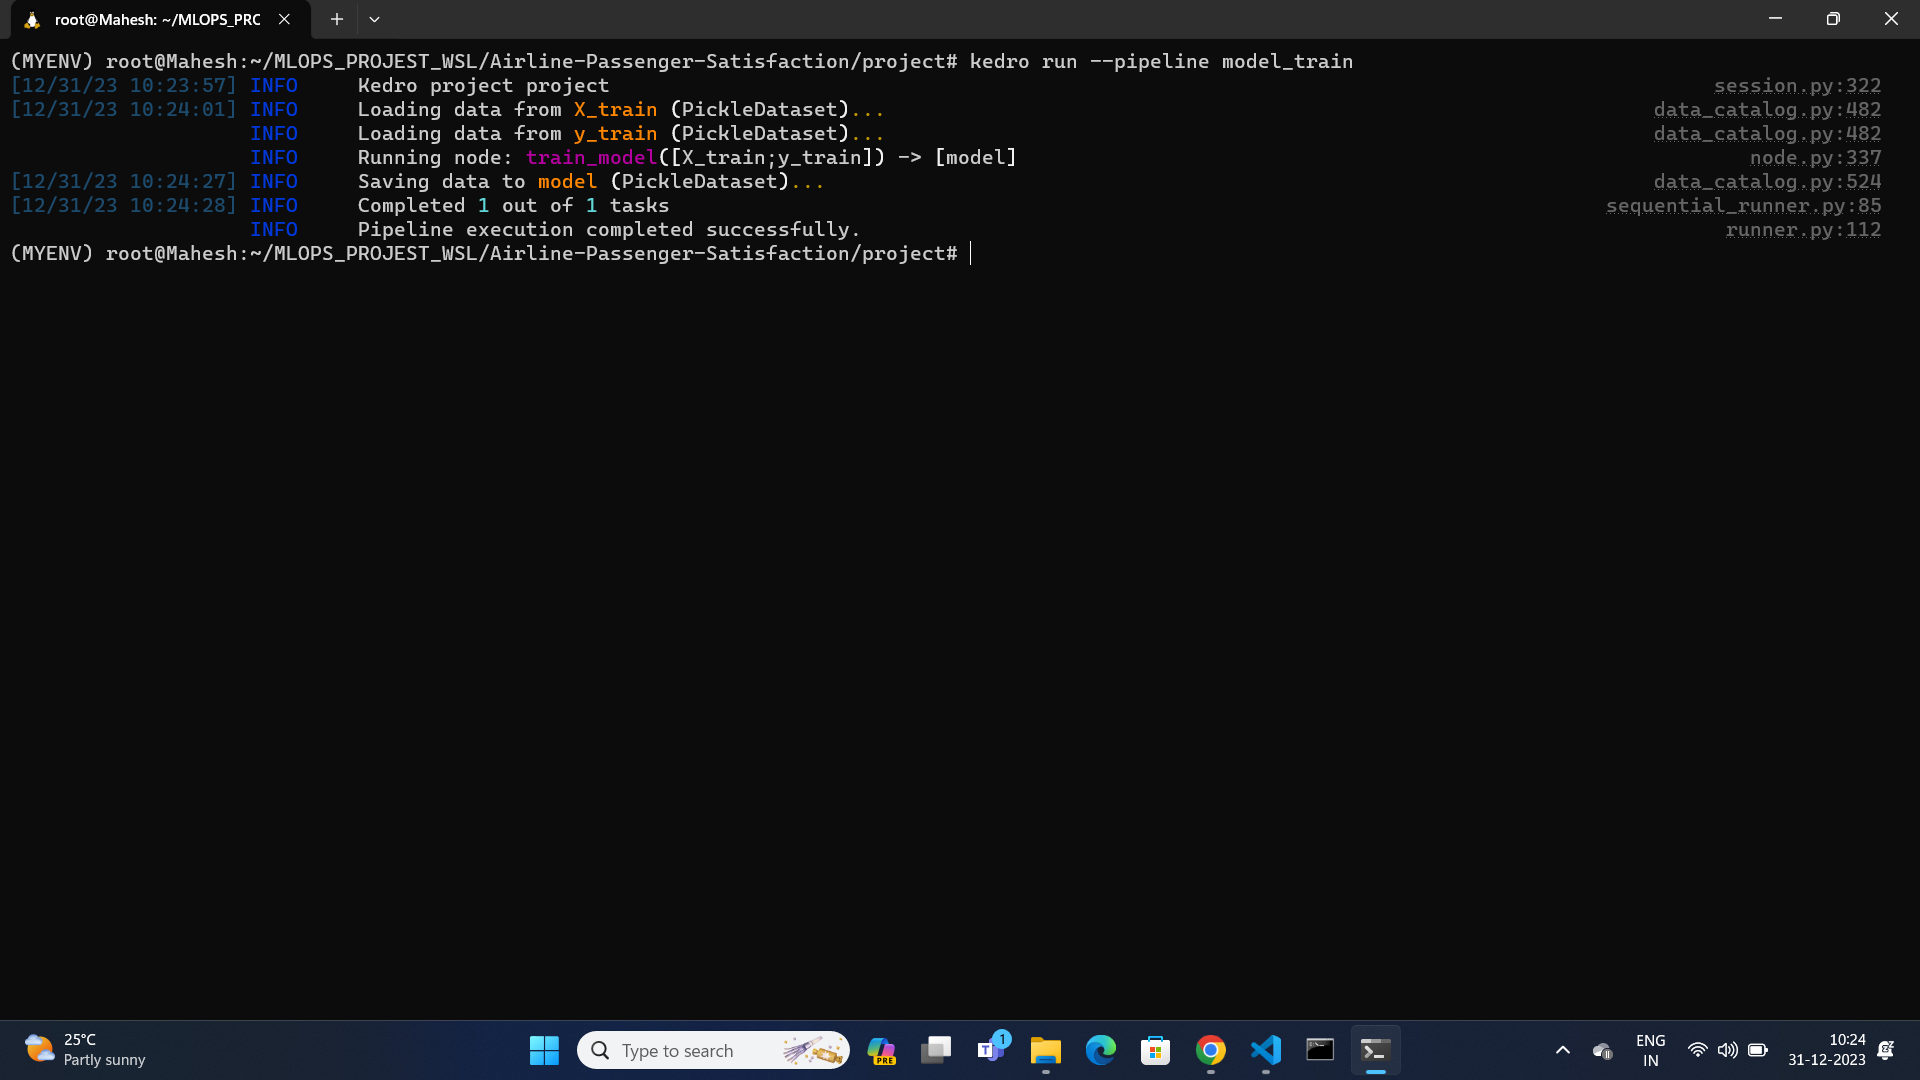 root@Mahesh: ~/MLOPS_PRO
(MYENV) root@Mahesh:~/MLOPS_PROJEST_WSL/Airline-Passenger-Satisfaction/project# kedro run --pipeline model_train
[12/31/23 10:23:57] INFO     Kedro project project     session.py:322
[12/31/23 10:24:01] INFO     Loading data from X_train (PickleDataset)...     data_catalog.py:482
INFO     Loading data from y_train (PickleDataset)...     data_catalog.py:482
INFO     Running node: train_model([X_train;y_train]) -> [model]     node.py:337
[12/31/23 10:24:27] INFO     Saving data to model (PickleDataset)...     data_catalog.py:524
[12/31/23 10:24:28] INFO     Completed 1 out of 1 tasks     sequential_runner.py:85
INFO     Pipeline execution completed successfully.     runner.py:112
(MYENV) root@Mahesh:~/MLOPS_PROJEST_WSL/Airline-Passenger-Satisfaction/project#
25°C
Partly sunny
Type to search
PRE
1
ENG
IN
10:24
31-12-2023